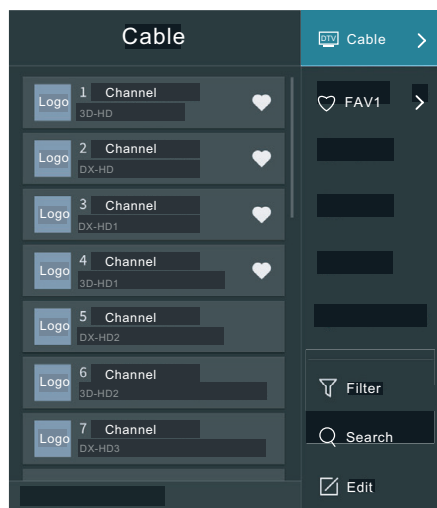 Cable
Logo 1 Channel
3D-HD
Logo 2 Channel
DX-HD
Logo 3 Channel
DX-HD1
Logo 4 Channel
3D-HD1
Logo 5 Channel
DX-HD2
Logo 6 Channel
3D-HD2
Logo 7 Channel
DX-HD3
DTV Cable
FAV1
Filter
Search
Edit